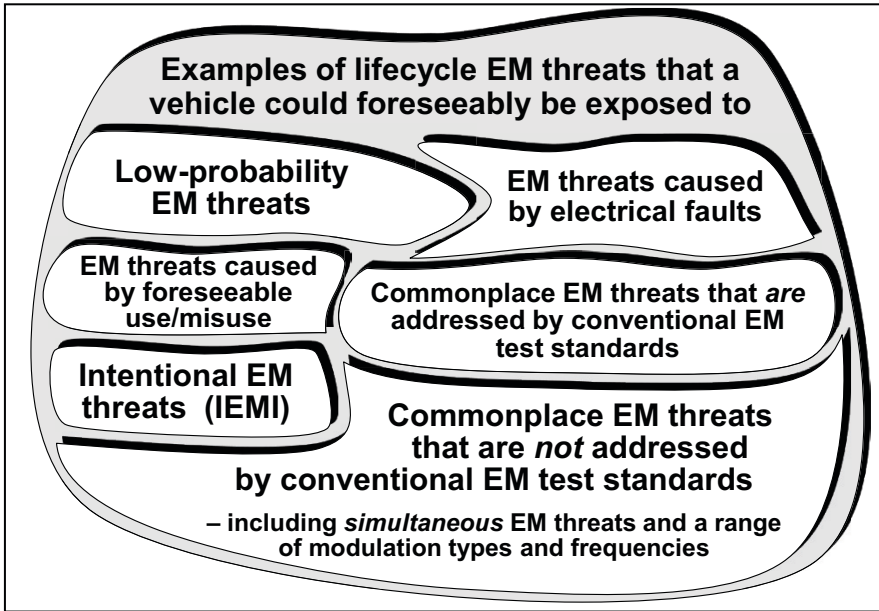 Examples of lifecycle EM threats that a
vehicle could foreseeably be exposed to
Low-probability
EM threats
EM threats caused
by electrical faults
EM threats caused
by foreseeable
use/misuse
Commonplace EM threats that are
addressed by conventional EM
test standards
Intentional EM
threats (IEMI)
Commonplace EM threats
that are not addressed
by conventional EM test standards
– including simultaneous EM threats and a range
of modulation types and frequencies